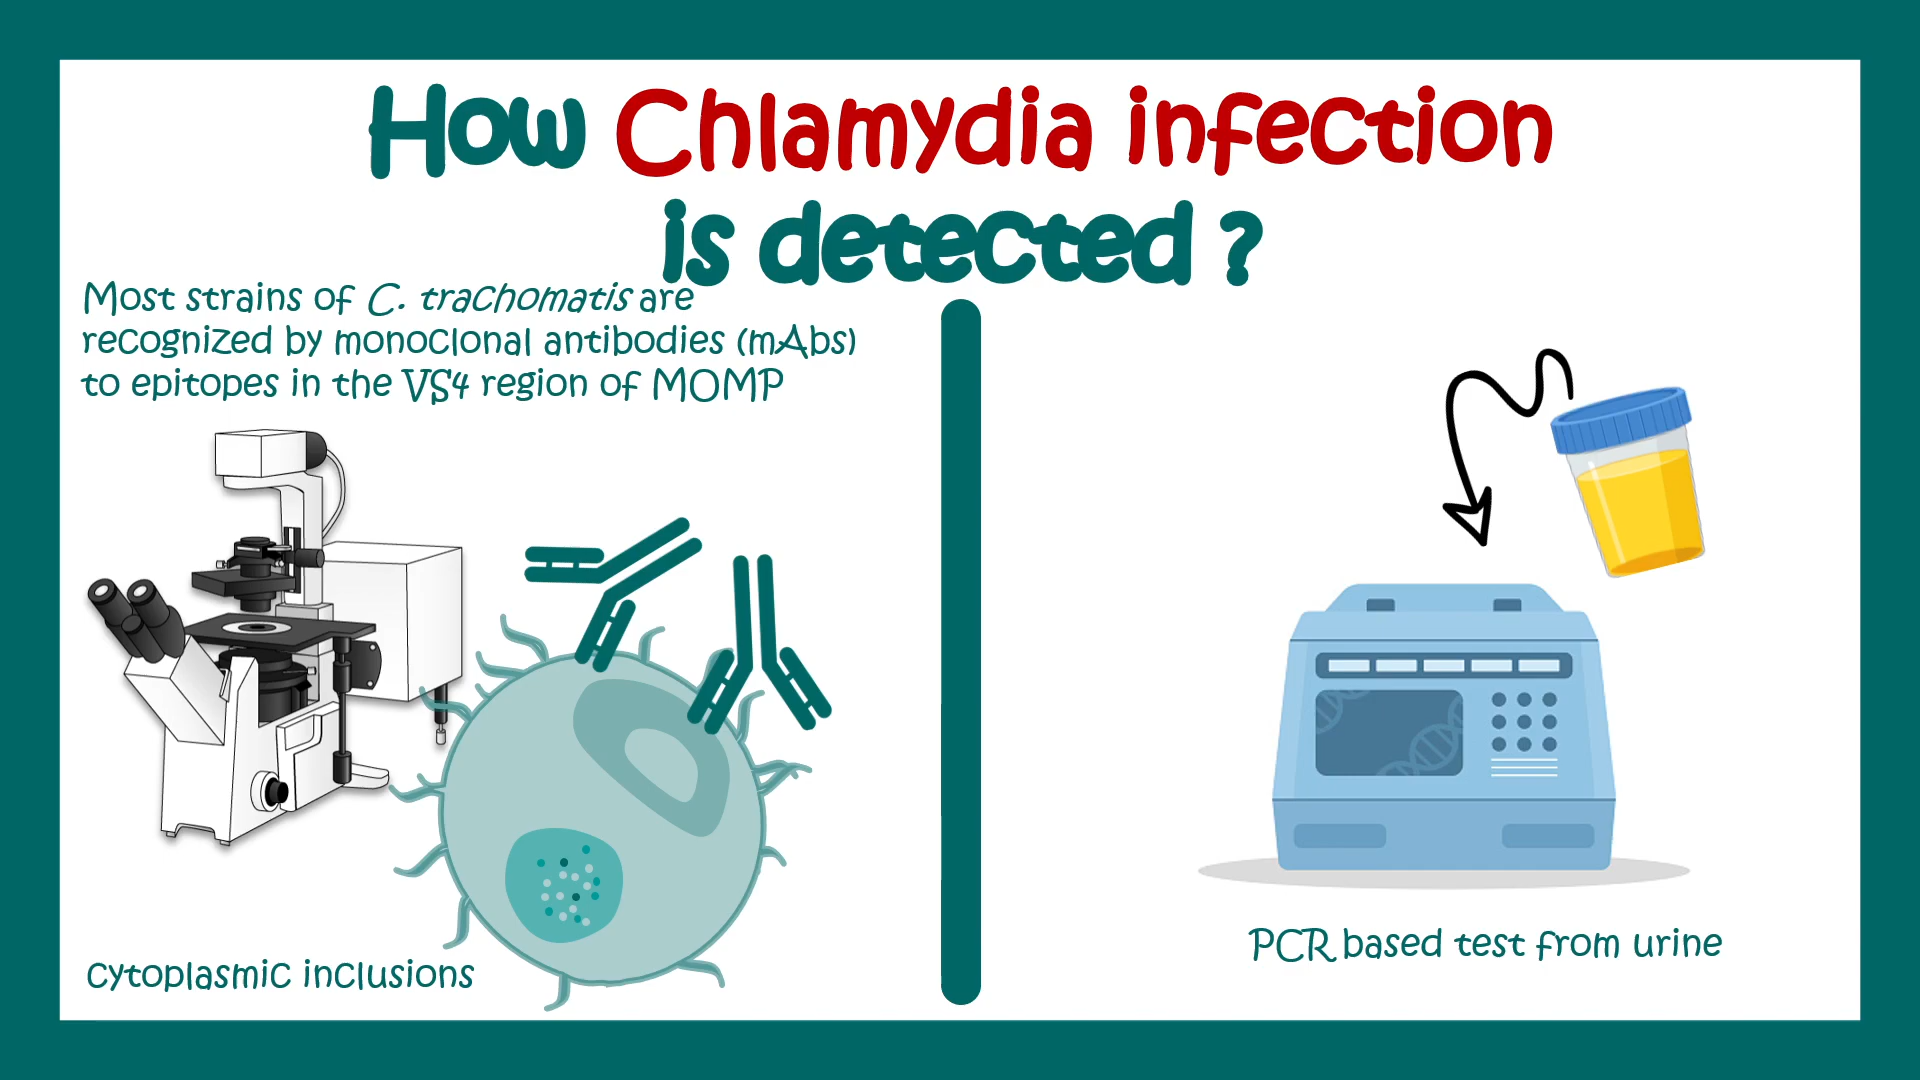 How Chlamydia infection
is detected ?
Most strains of C. trachomatis are
recognized by monoclonal antibodies (mAbs)
to epitopes in the VS4 region of MOMP
cytoplasmic inclusions
PCR based test from urine